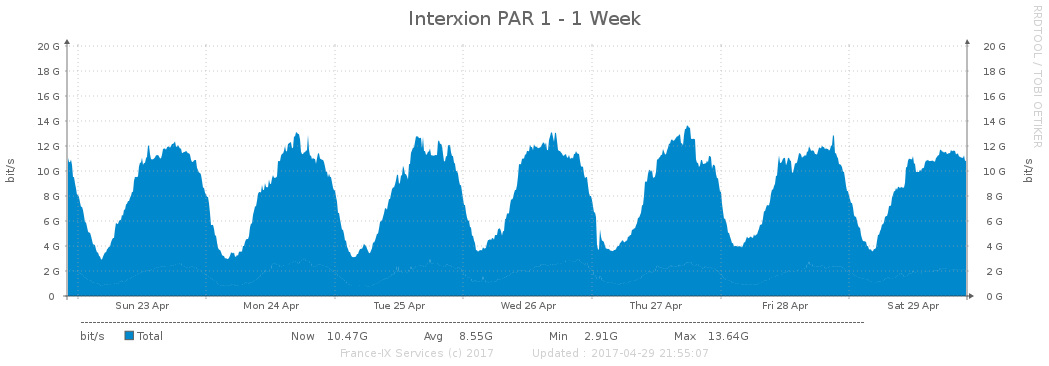 Interxion PAR 1 - 1 Week
RRDTOOL / TOBI OETIKER
bit/s
20 G 20 G
18 G 18 G
16 G 16 G
14 G 14 G
12 G 12 G
10 G 10 G
8 G 8 G
6 G 6 G
4 G 4 G
2 G 2 G
0 0 G
bit/s
Sun 23 Apr Mon 24 Apr Tue 25 Apr Wed 26 Apr Thu 27 Apr Fri 28 Apr Sat 29 Apr
bit/s Total Now 10.47G Avg 8.55G Min 2.91G Max 13.64G
France-IX Services (c) 2017 Updated : 2017-04-29 21:55:07